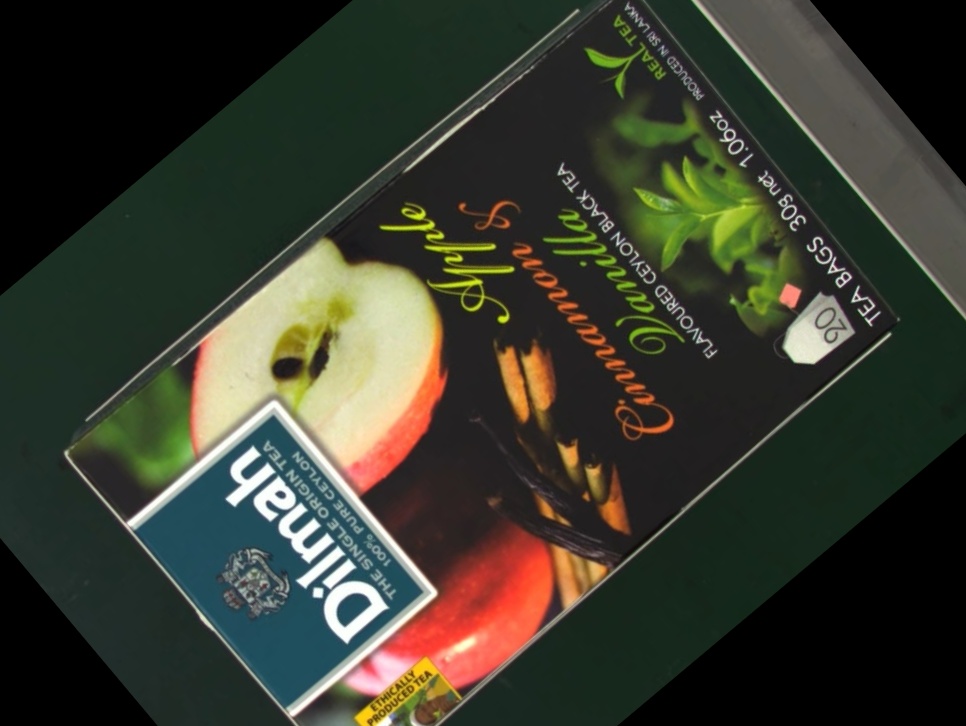 Dilmah
THE SINGLE ORIGIN TEA
100% PURE CEYLON
ETHICALLY
PRODUCED TEA
Apple
Cinnamon &
Vanilla
FLAVOURED CEYLON BLACK TEA
20
TEA BAGS 30g net 1.06oz
REAL TEA
PRODUCED IN SRI LANKA